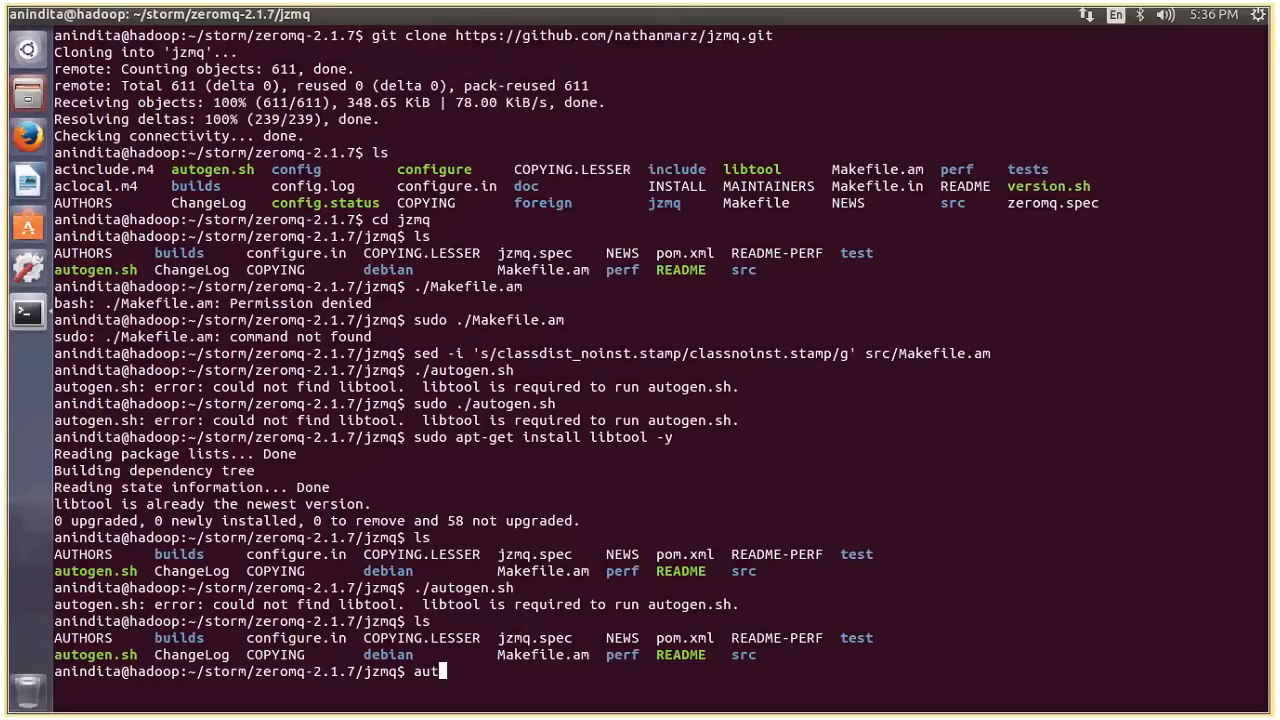 anindita@hadoop: ~/storm/zeromq-2.1.7/jzmq En 5:36 PM
anindita@hadoop:~/storm/zeromq-2.1.7$ git clone https://github.com/nathanmarz/jzmq.git
Cloning into 'jzmq'...
remote: Counting objects: 611, done.
remote: Total 611 (delta 0), reused 0 (delta 0), pack-reused 611
Receiving objects: 100% (611/611), 348.65 KiB | 78.00 KiB/s, done.
Resolving deltas: 100% (239/239), done.
Checking connectivity... done.
anindita@hadoop:~/storm/zeromq-2.1.7$ ls
acinclude.m4 autogen.sh config configure COPYING.LESSER include libtool Makefile.am perf tests
aclocal.m4 builds config.log configure.in doc INSTALL MAINTAINERS Makefile.in README version.sh
AUTHORS ChangeLog config.status COPYING foreign jzmq Makefile NEWS src zeromq.spec
anindita@hadoop:~/storm/zeromq-2.1.7$ cd jzmq
anindita@hadoop:~/storm/zeromq-2.1.7/jzmq$ ls
AUTHORS builds configure.in COPYING.LESSER jzmq.spec NEWS pom.xml README-PERF test
autogen.sh ChangeLog COPYING debian Makefile.am perf README src
anindita@hadoop:~/storm/zeromq-2.1.7/jzmq$ ./Makefile.am
bash: ./Makefile.am: Permission denied
anindita@hadoop:~/storm/zeromq-2.1.7/jzmq$ sudo ./Makefile.am
sudo: ./Makefile.am: command not found
anindita@hadoop:~/storm/zeromq-2.1.7/jzmq$ sed -i 's/classdist_noinst.stamp/classnoinst.stamp/g' src/Makefile.am
anindita@hadoop:~/storm/zeromq-2.1.7/jzmq$ ./autogen.sh
autogen.sh: error: could not find libtool.  libtool is required to run autogen.sh.
anindita@hadoop:~/storm/zeromq-2.1.7/jzmq$ sudo ./autogen.sh
autogen.sh: error: could not find libtool.  libtool is required to run autogen.sh.
anindita@hadoop:~/storm/zeromq-2.1.7/jzmq$ sudo apt-get install libtool -y
Reading package lists... Done
Building dependency tree
Reading state information... Done
libtool is already the newest version.
0 upgraded, 0 newly installed, 0 to remove and 58 not upgraded.
anindita@hadoop:~/storm/zeromq-2.1.7/jzmq$ ls
AUTHORS builds configure.in COPYING.LESSER jzmq.spec NEWS pom.xml README-PERF test
autogen.sh ChangeLog COPYING debian Makefile.am perf README src
anindita@hadoop:~/storm/zeromq-2.1.7/jzmq$ ./autogen.sh
autogen.sh: error: could not find libtool.  libtool is required to run autogen.sh.
anindita@hadoop:~/storm/zeromq-2.1.7/jzmq$ ls
AUTHORS builds configure.in COPYING.LESSER jzmq.spec NEWS pom.xml README-PERF test
autogen.sh ChangeLog COPYING debian Makefile.am perf README src
anindita@hadoop:~/storm/zeromq-2.1.7/jzmq$ aut